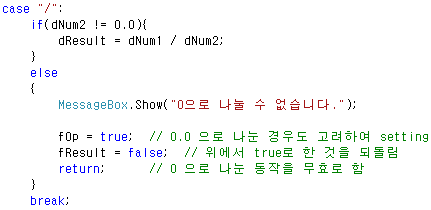 case "/":
if(dNum2 != 0.0){
dResult = dNum1 / dNum2;
}
else
{
MessageBox.Show("0으로 나눌 수 없습니다.");
fOp = true; // 0.0 으로 나눈 경우도 고려하여 setting
fResult = false; // 위에서 true로 한 것을 되돌림
return; // 0 으로 나눈 동작을 무효로 함
}
break;